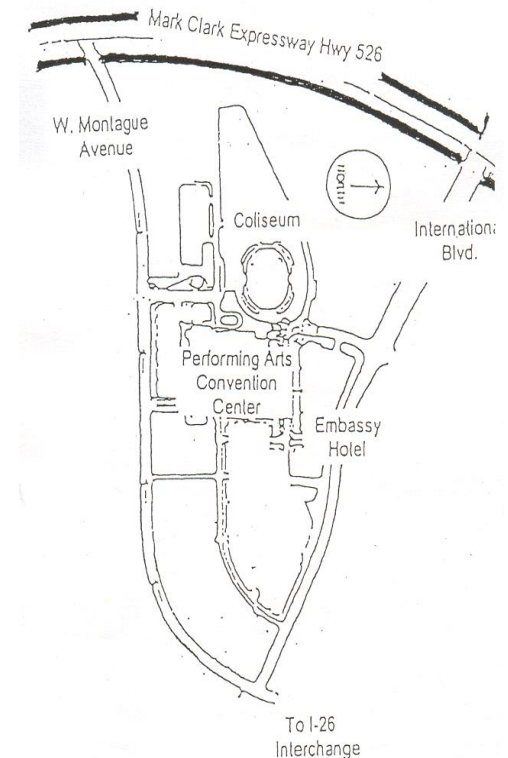 Mark Clark Expressway Hwy 526
W. Montague
Avenue
Coliseum
Internationa
Blvd.
Performing Arts
Convention
Center
Embassy
Hotel
To I-26
Interchange